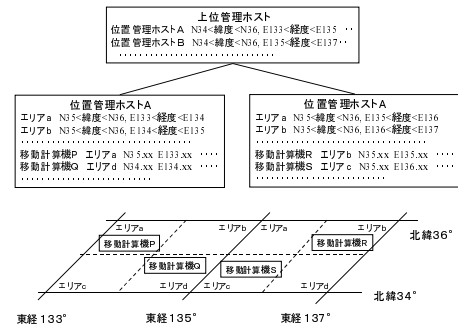 上位管理ホスト
位置管理ホストA N34<緯度<N36, E133<経度<E135 ‥
位置管理ホストB N34<緯度<N36, E135<経度<E137‥
‥‥‥‥‥‥‥‥‥‥‥‥‥‥
位置管理ホストA
エリアa N35<緯度<N36, E133<経度<E134
エリアb N35<緯度<N36, E134<経度<E135
‥‥‥‥‥‥‥‥‥‥‥‥‥‥
移動計算機P エリアa N35.xx E133.xx ‥‥
移動計算機Q エリアd N34.xx E134.xx ‥‥
‥‥‥‥‥‥‥‥‥‥‥
位置管理ホストA
エリアa N35<緯度<N36, E135<経度<E136
エリアb N35<緯度<N36, E136<経度<E137
‥‥‥‥‥‥‥‥‥‥‥‥‥‥
移動計算機R エリアb N35.xx E135.xx ‥‥
移動計算機S エリアc N35.xx E136.xx ‥‥
‥‥‥‥‥‥‥‥‥‥‥
エリアa エリアb エリアa エリアb
北緯36°
移動計算機P 移動計算機R
移動計算機Q 移動計算機S
エリアc エリアd エリアc エリアd
北緯34°
東経133° 東経135° 東経137°